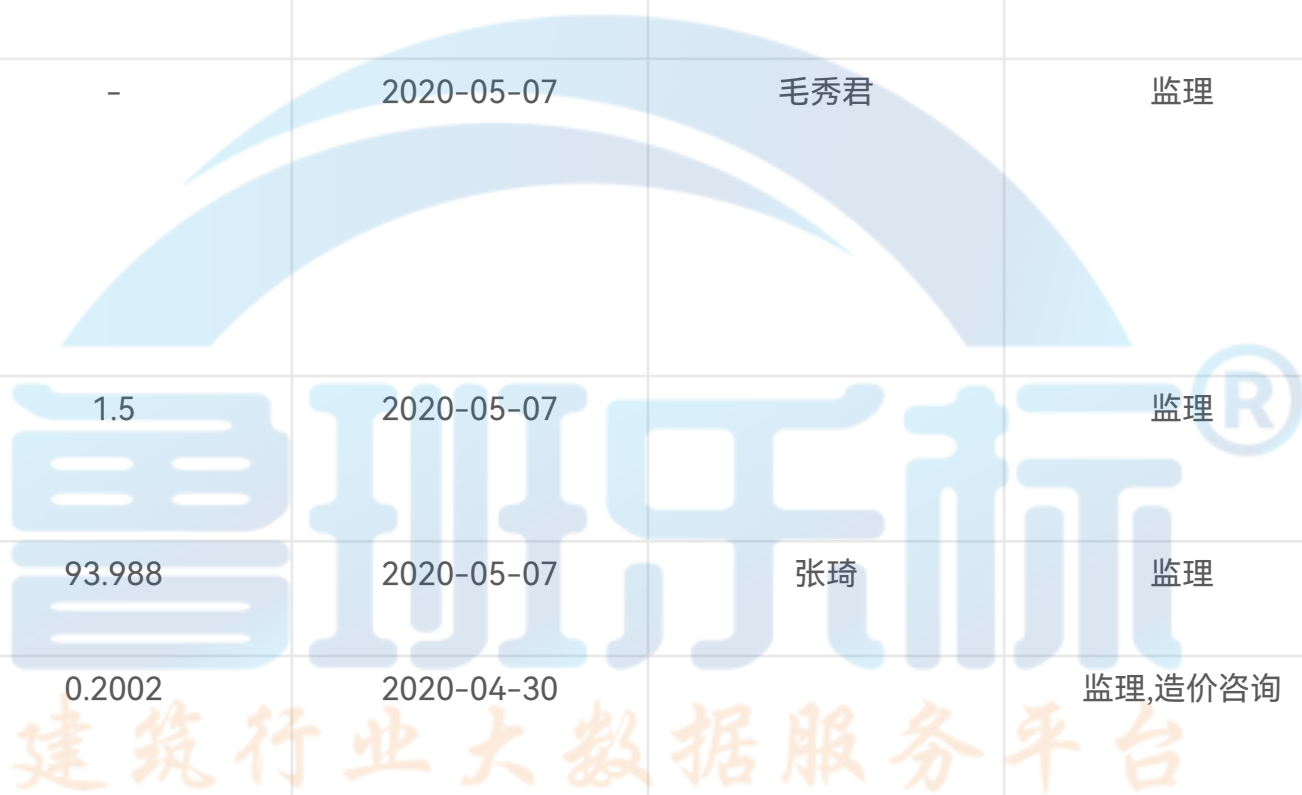 - 2020-05-07 毛秀君 监理
1.5 2020-05-07 监理
®
鲁班乐标
93.988 2020-05-07 张琦 监理
0.2002 2020-04-30 监理,造价咨询
建筑行业大数据服务平台